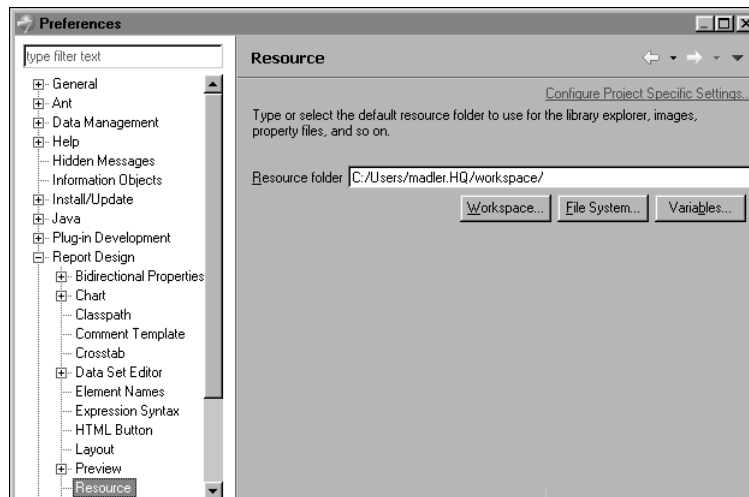 Preferences
type filter text
General
Ant
Data Management
Help
Hidden Messages
Information Objects
Install/Update
Java
Plug-in Development
Report Design
Bidirectional Properties
Chart
Classpath
Comment Template
Crosstab
Data Set Editor
Element Names
Expression Syntax
HTML Button
Layout
Preview
Resource
Resource
Configure Project Specific Settings...
Type or select the default resource folder to use for the library explorer, images,
property files, and so on.
Resource folder C:/Users/madler.HQ/workspace/
Workspace... File System... Variables...